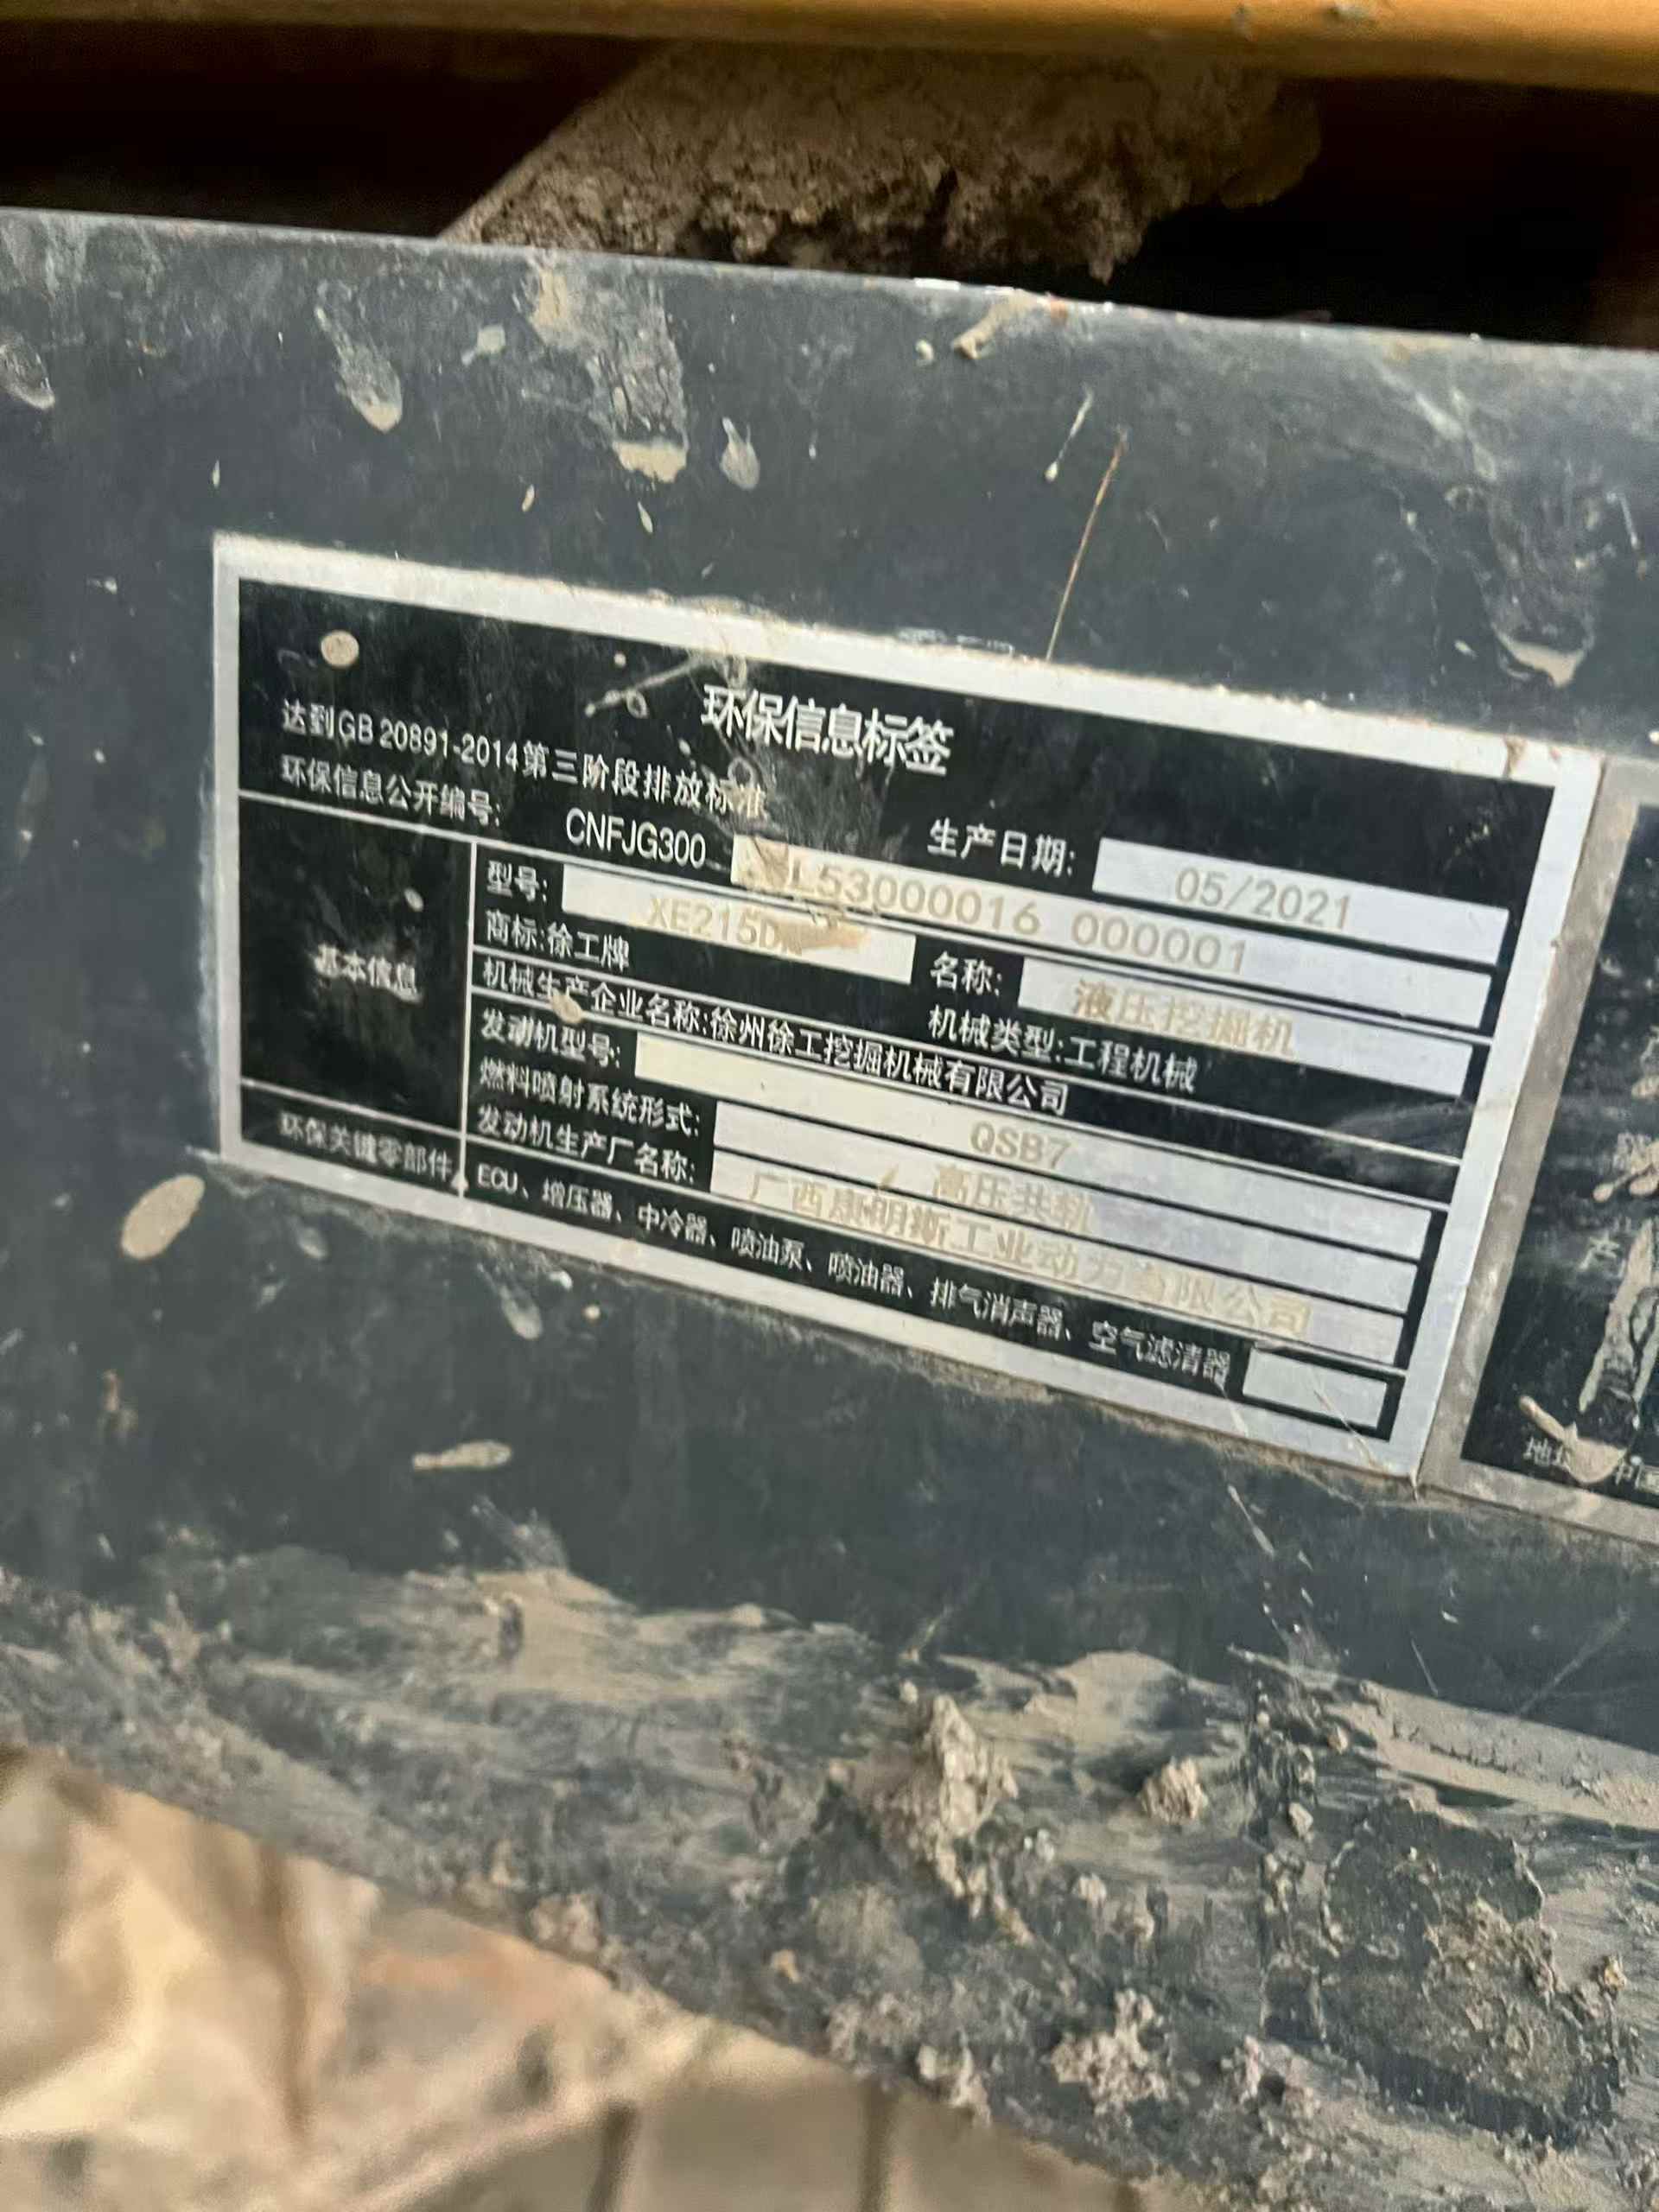 环保信息标签
达到GB 20891-2014第三阶段排放标准
生产日期: 05/2021
环保信息公开编号: CNFJG300 L53000016 000001
基本信息
型号: XE215D
名称: 液压挖掘机
商标:徐工牌
机械类型:工程机械
机械生产企业名称:徐州徐工挖掘机械有限公司
发动机型号: QSB7
燃料喷射系统形式: 高压共轨
发动机生产厂名称: 广西康明斯工业动力有限公司
环保关键零部件
ECU、增压器、中冷器、喷油泵、喷油器、排气消声器、空气滤清器